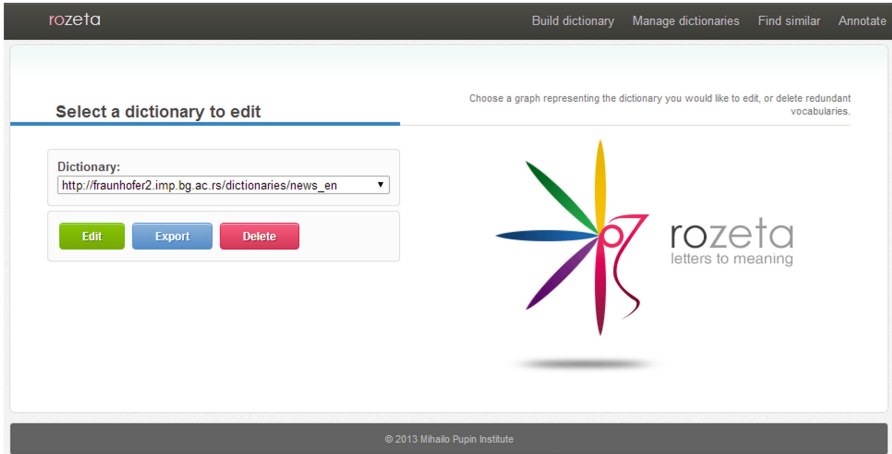 rozeta
Build dictionary Manage dictionaries Find similar Annotate
Select a dictionary to edit
Choose a graph representing the dictionary you would like to edit, or delete redundant
vocabularies.
Dictionary:
http://fraunhofer2.imp.bg.ac.rs/dictionaries/news_en
Edit Export Delete
rozeta
letters to meaning
© 2013 Mihailo Pupin Institute